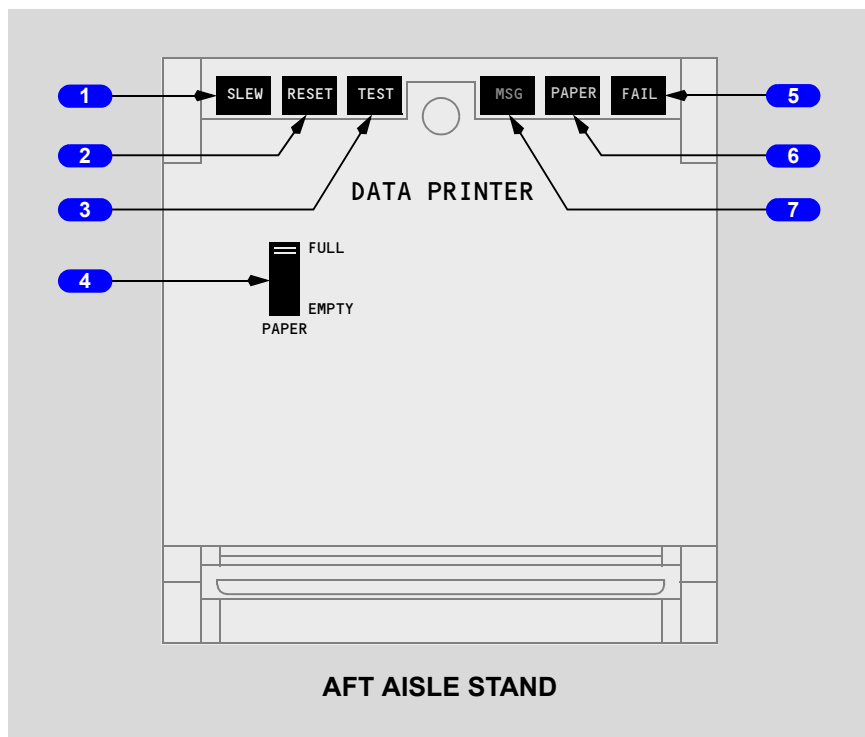 SLEW RESET TEST MSG PAPER FAIL
1
5
2
6
DATA PRINTER
3
7
FULL
4
EMPTY
PAPER
AFT AISLE STAND